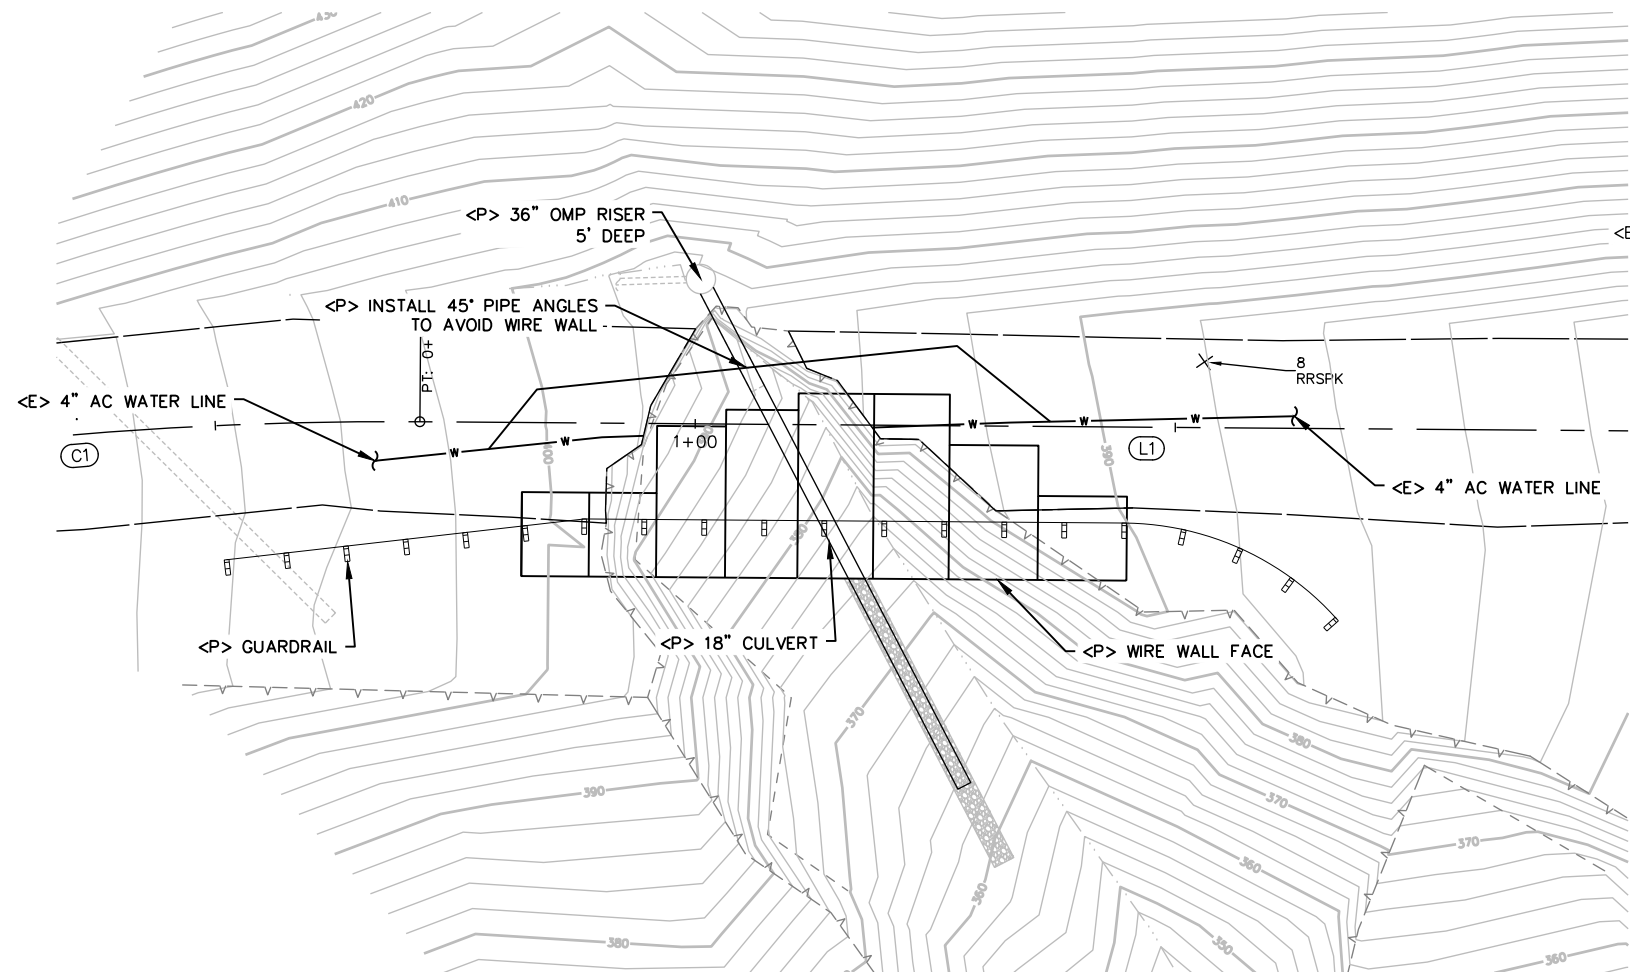 430
420
410
<P> 36" OMP RISER
5' DEEP
<P> INSTALL 45° PIPE ANGLES
TO AVOID WIRE WALL
PT: 0+
8
RRSPK
<E> 4" AC WATER LINE
W
W
W
W
W
C1
1+00
L1
400
390
<E> 4" AC WATER LINE
380
<P> GUARDRAIL
<P> 18" CULVERT
<P> WIRE WALL FACE
370
380
390
370
370
360
360
380
350
360